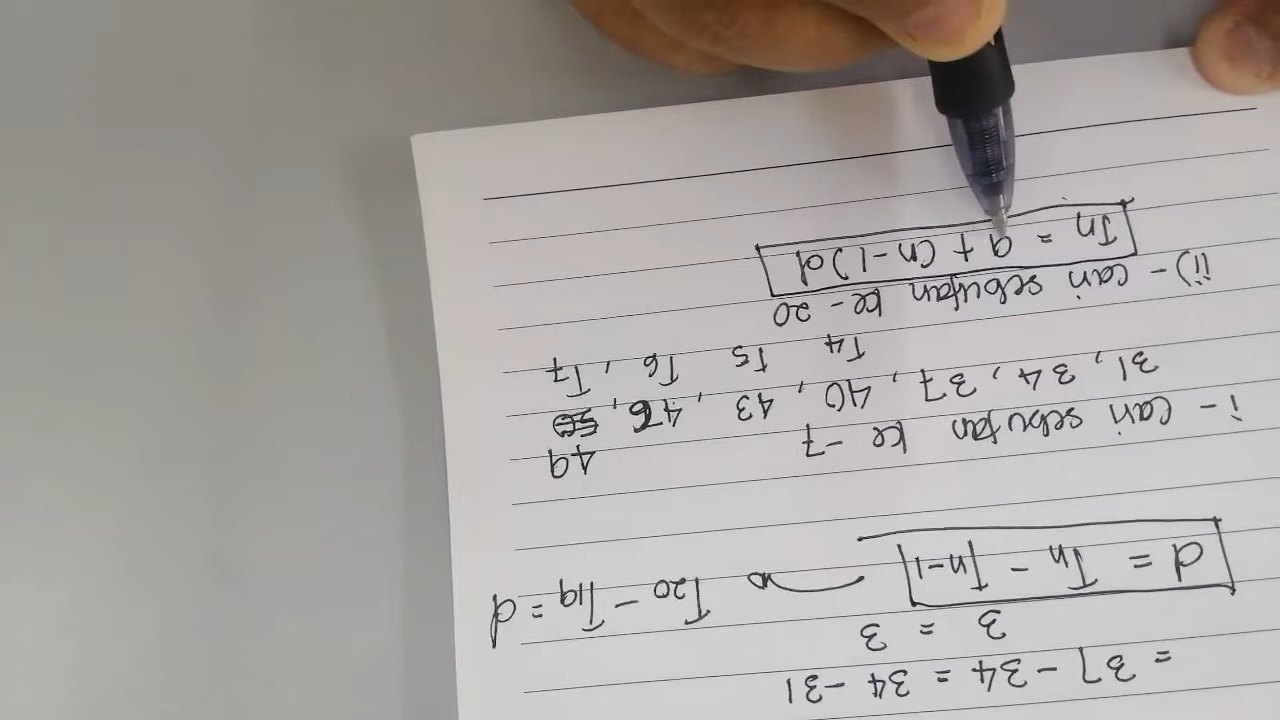 = 37 - 34 = 34 - 31
3 = 3
d = Tn - Tn-1 T20 - T19 = d
i - cari sebutan ke - 7
49
31, 34, 37, 40, 43, 46,
T4 T5 T6, T7
ii) - cari sebutan ke - 20
Tn = a + (n-1)d